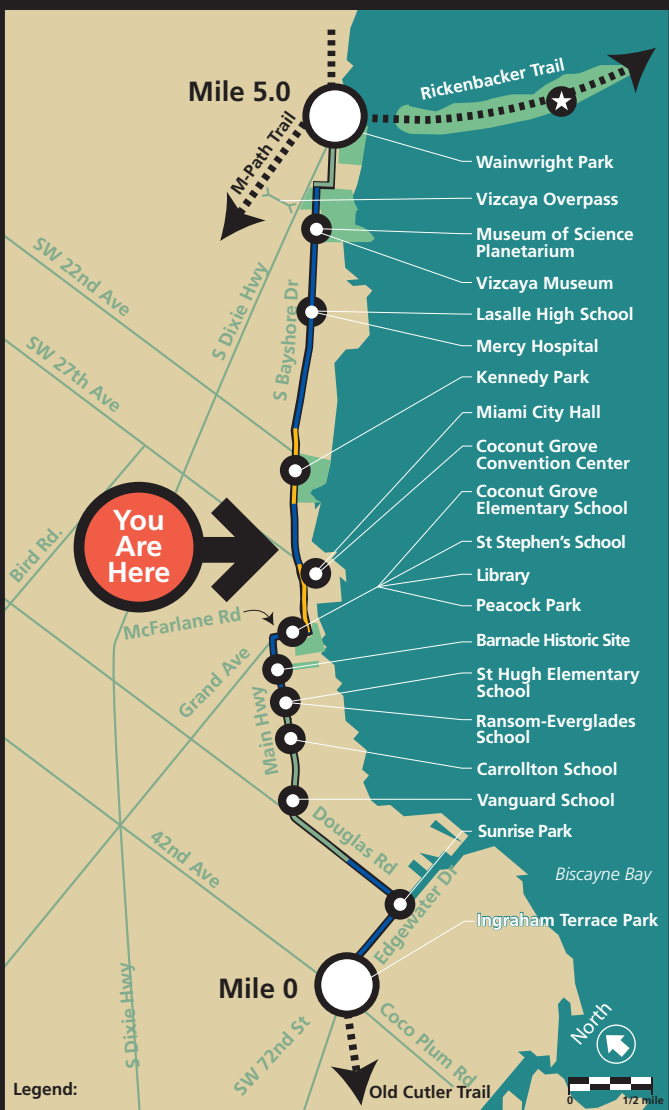 Mile 5.0
Rickenbacker Trail
M-Path Trail
Wainwright Park
Vizcaya Overpass
Museum of Science
Planetarium
Vizcaya Museum
Lasalle High School
Mercy Hospital
Kennedy Park
Miami City Hall
Coconut Grove
Convention Center
Coconut Grove
Elementary School
St Stephen's School
Library
Peacock Park
Barnacle Historic Site
St Hugh Elementary
School
Ransom-Everglades
School
Carrollton School
Vanguard School
Sunrise Park
Biscayne Bay
Ingraham Terrace Park
SW 22nd Ave
S Dixie Hwy
S Bayshore Dr
SW 27th Ave
You
Are
Here
Bird Rd.
McFarlane Rd
Grand Ave
Main Hwy
Douglas Rd
42nd Ave
Edgewater Dr
Mile 0
S Dixie Hwy
SW 72nd St
Coco Plum Rd
North
Legend:
Old Cutler Trail
0 1/2 mile